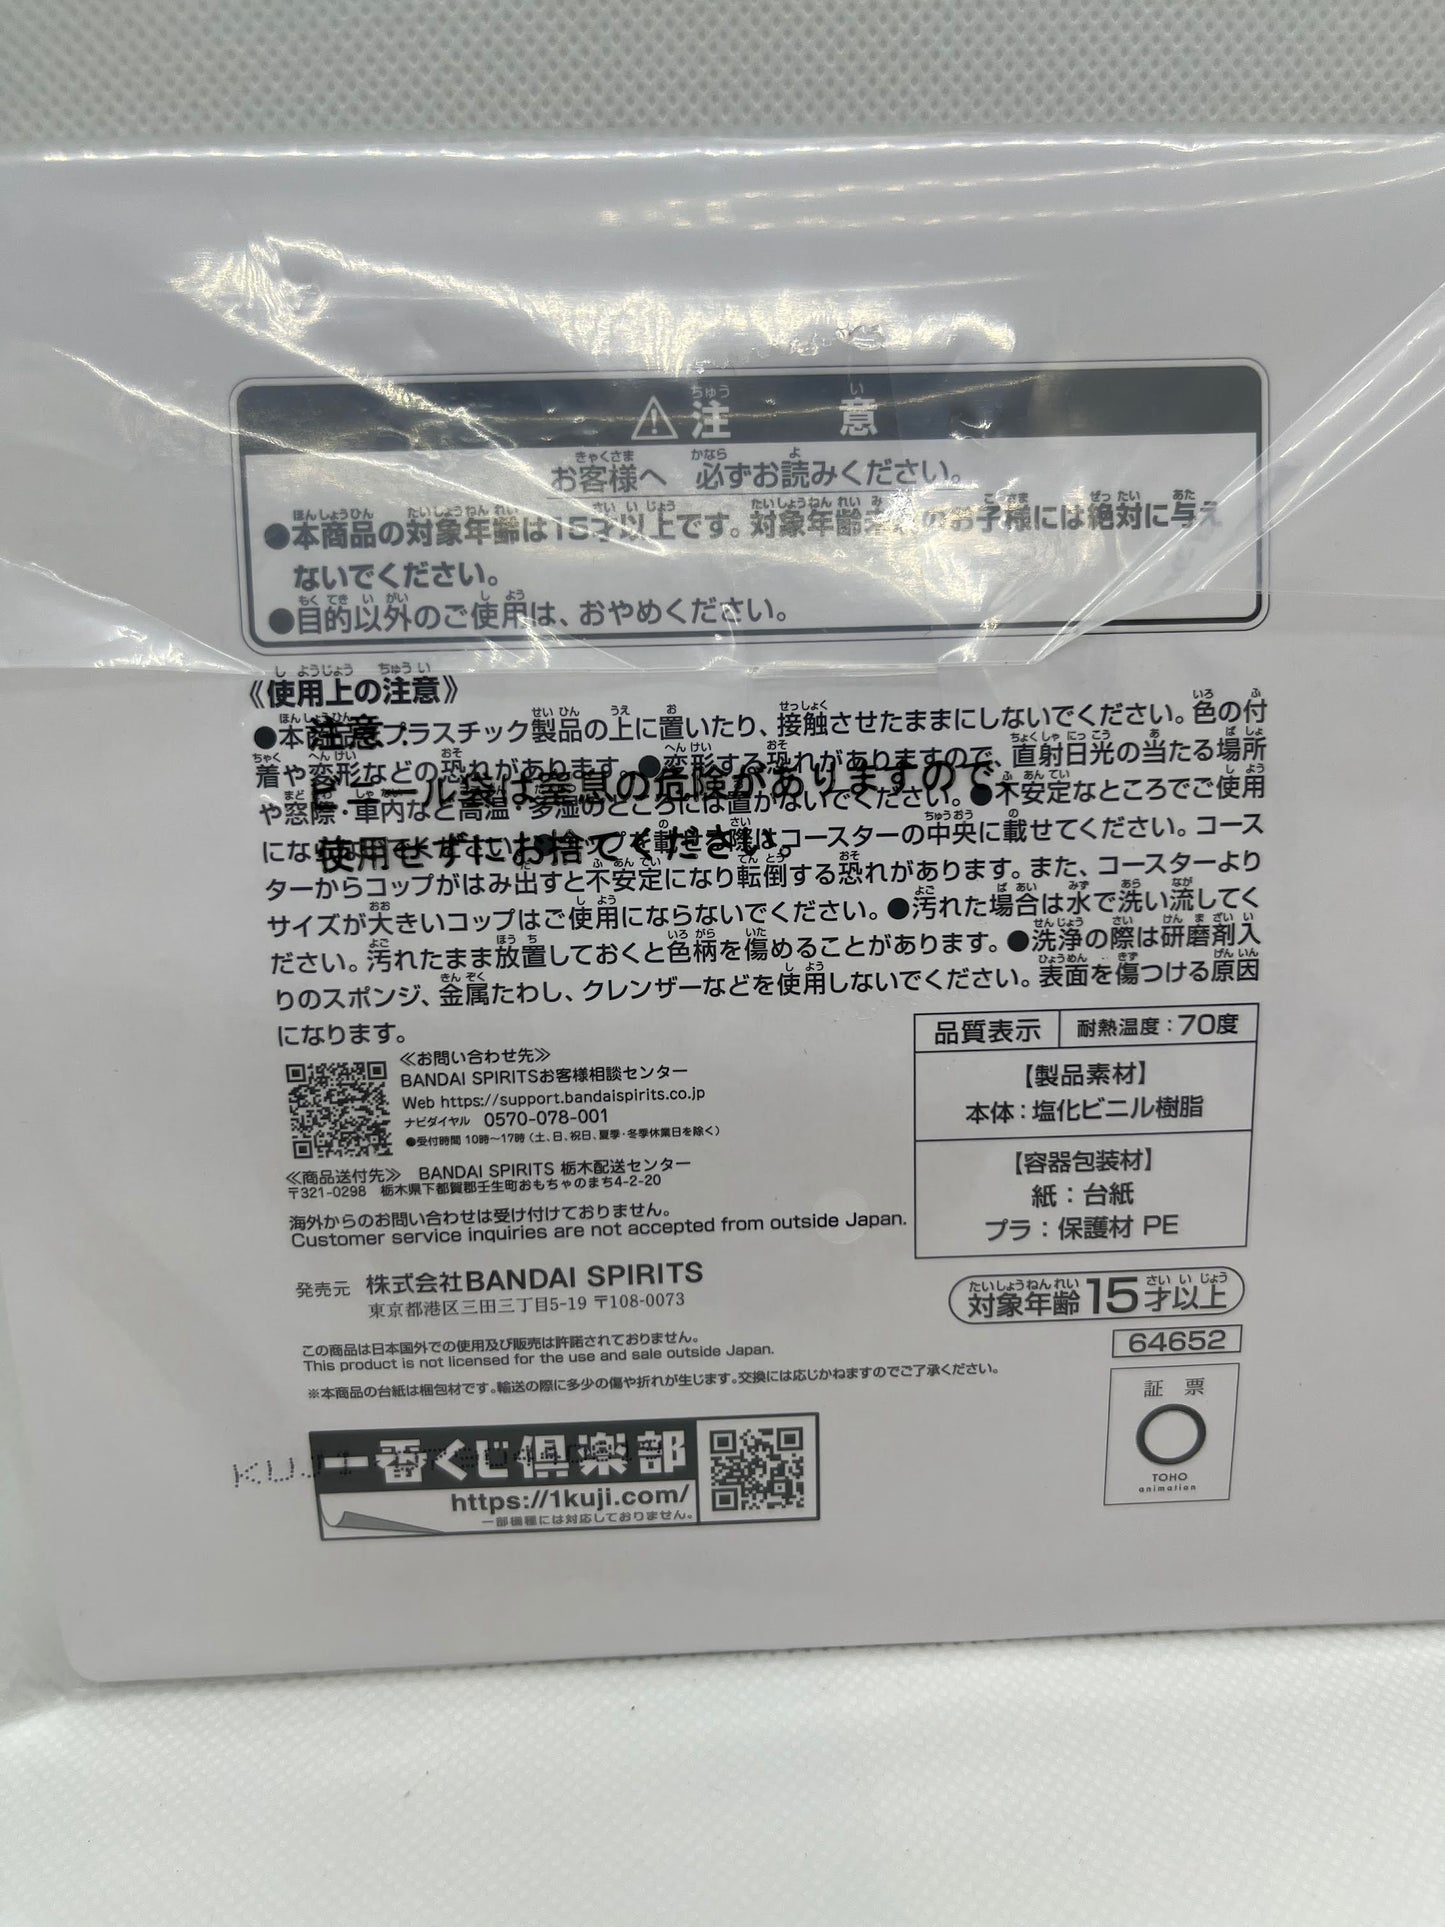 ⚠注意
お客様へ 必ずお読みください。
●本商品の対象年齢は15才以上です。対象年齢未満のお子様には絶対に与え
ないでください。
●目的以外のご使用は、おやめください。
《使用上の注意》
●本商品をプラスチック製品の上に置いたり、接触させたままにしないでください。色の付
着や変形などの恐れがあります。●変形する恐れがありますので、直射日光の当たる場所
や窓際・車内など高温・多湿のところには置かないでください。●不安定なところでご使用
になら
を載せる際はコースターの中央に載せてください。コース
ターからコップがはみ出すと不安定になり転倒する恐れがあります。また、コースターより
サイズが大きいコップはご使用にならないでください。●汚れた場合は水で洗い流してく
ださい。汚れたまま放置しておくと色柄を傷めることがあります。●洗浄の際は研磨剤入
りのスポンジ、金属たわし、クレンザーなどを使用しないでください。表面を傷つける原因
になります。
注意:
ビニール袋は窒息の危険がありますので、
使用せずにお捨てください。
≪お問い合わせ先≫
BANDAI SPIRITSお客様相談センター
Web https://support.bandaispirits.co.jp
ナビダイヤル 0570-078-001
●受付時間 10時～17時(土、日、祝日、夏季・冬季休業日を除く)
≪商品送付先≫ BANDAI SPIRITS 栃木配送センター
〒321-0298 栃木県下都賀郡壬生町おもちゃのまち4-2-20
海外からのお問い合わせは受け付けておりません。
Customer service inquiries are not accepted from outside Japan.
品質表示 耐熱温度:70度
【製品素材】
本体:塩化ビニル樹脂
【容器包装材】
紙:台紙
プラ:保護材 PE
発売元 株式会社BANDAI SPIRITS
東京都港区三田三丁目5-19 〒108-0073
対象年齢15才以上
64652
この商品は日本国外での使用及び販売は許諾されておりません。
This product is not licensed for the use and sale outside Japan.
※本商品の台紙は梱包材です。輸送の際に多少の傷や折れが生じます。交換には応じかねますのでご了承ください。
証票
TOHO
animation
一番くじ倶楽部
https://1kuji.com/
一部機種には対応しておりません。